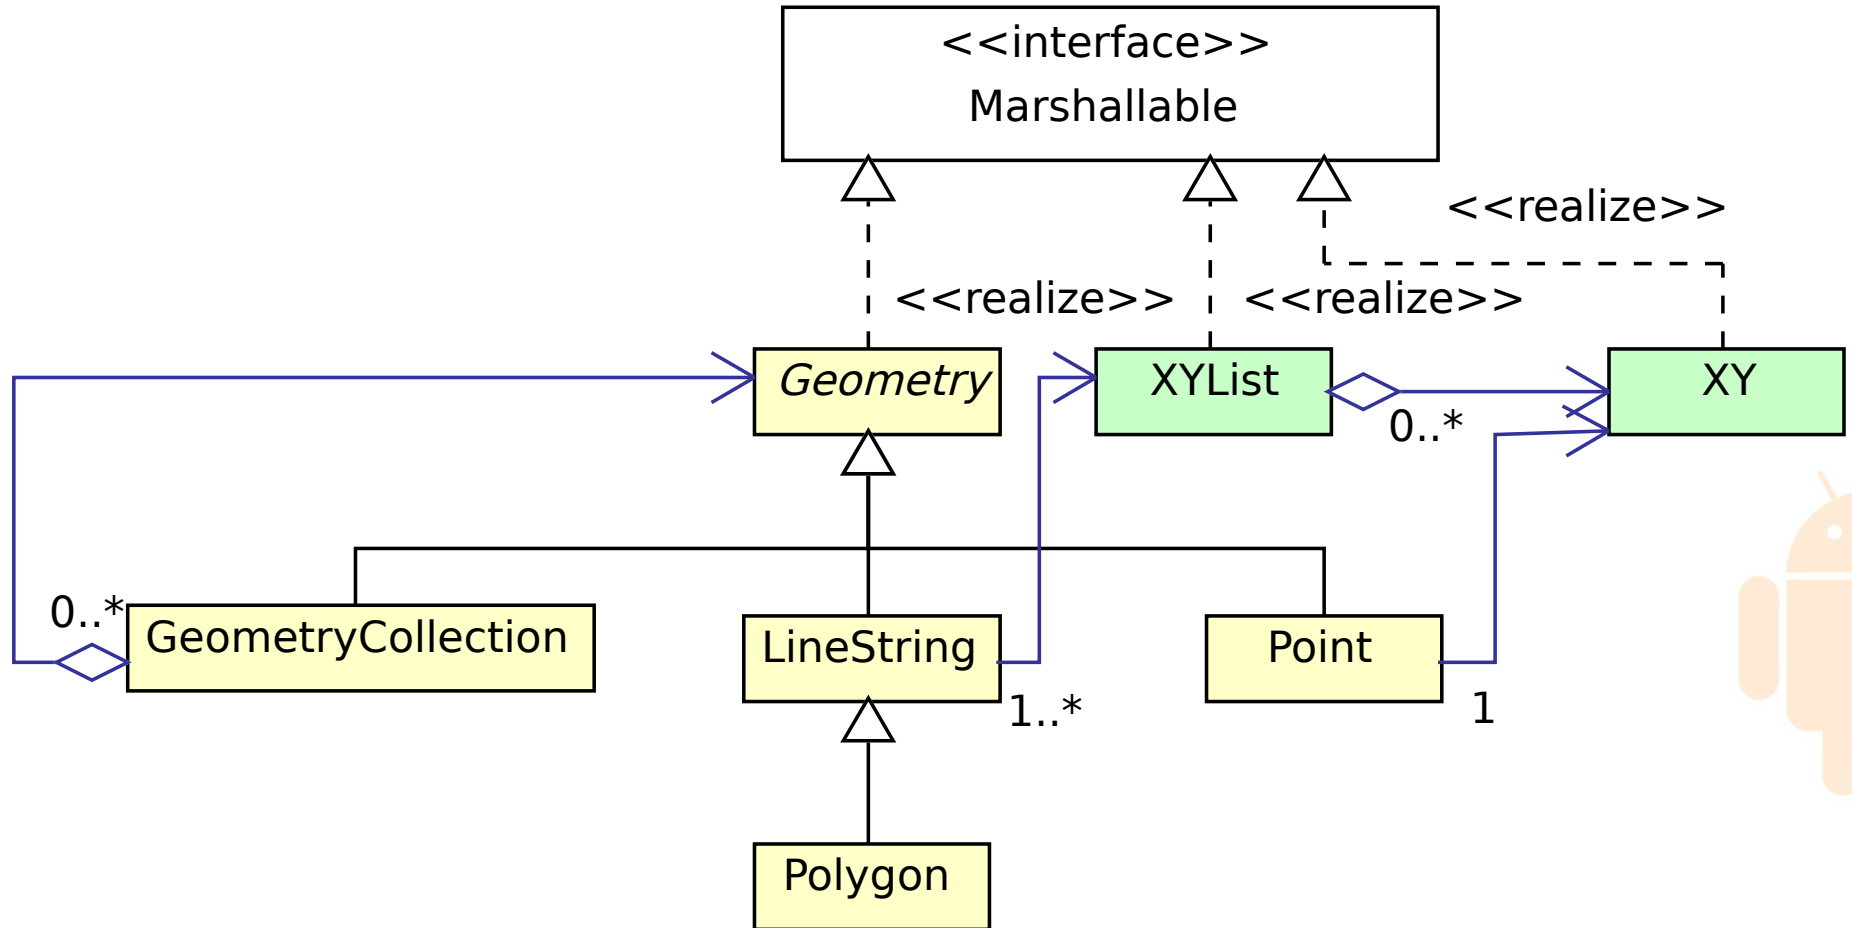 <<interface>>
Marshallable
<<realize>>
<<realize>> <<realize>>
Geometry XYList XY
0..*
0..*
GeometryCollection LineString Point
1..* 1
Polygon